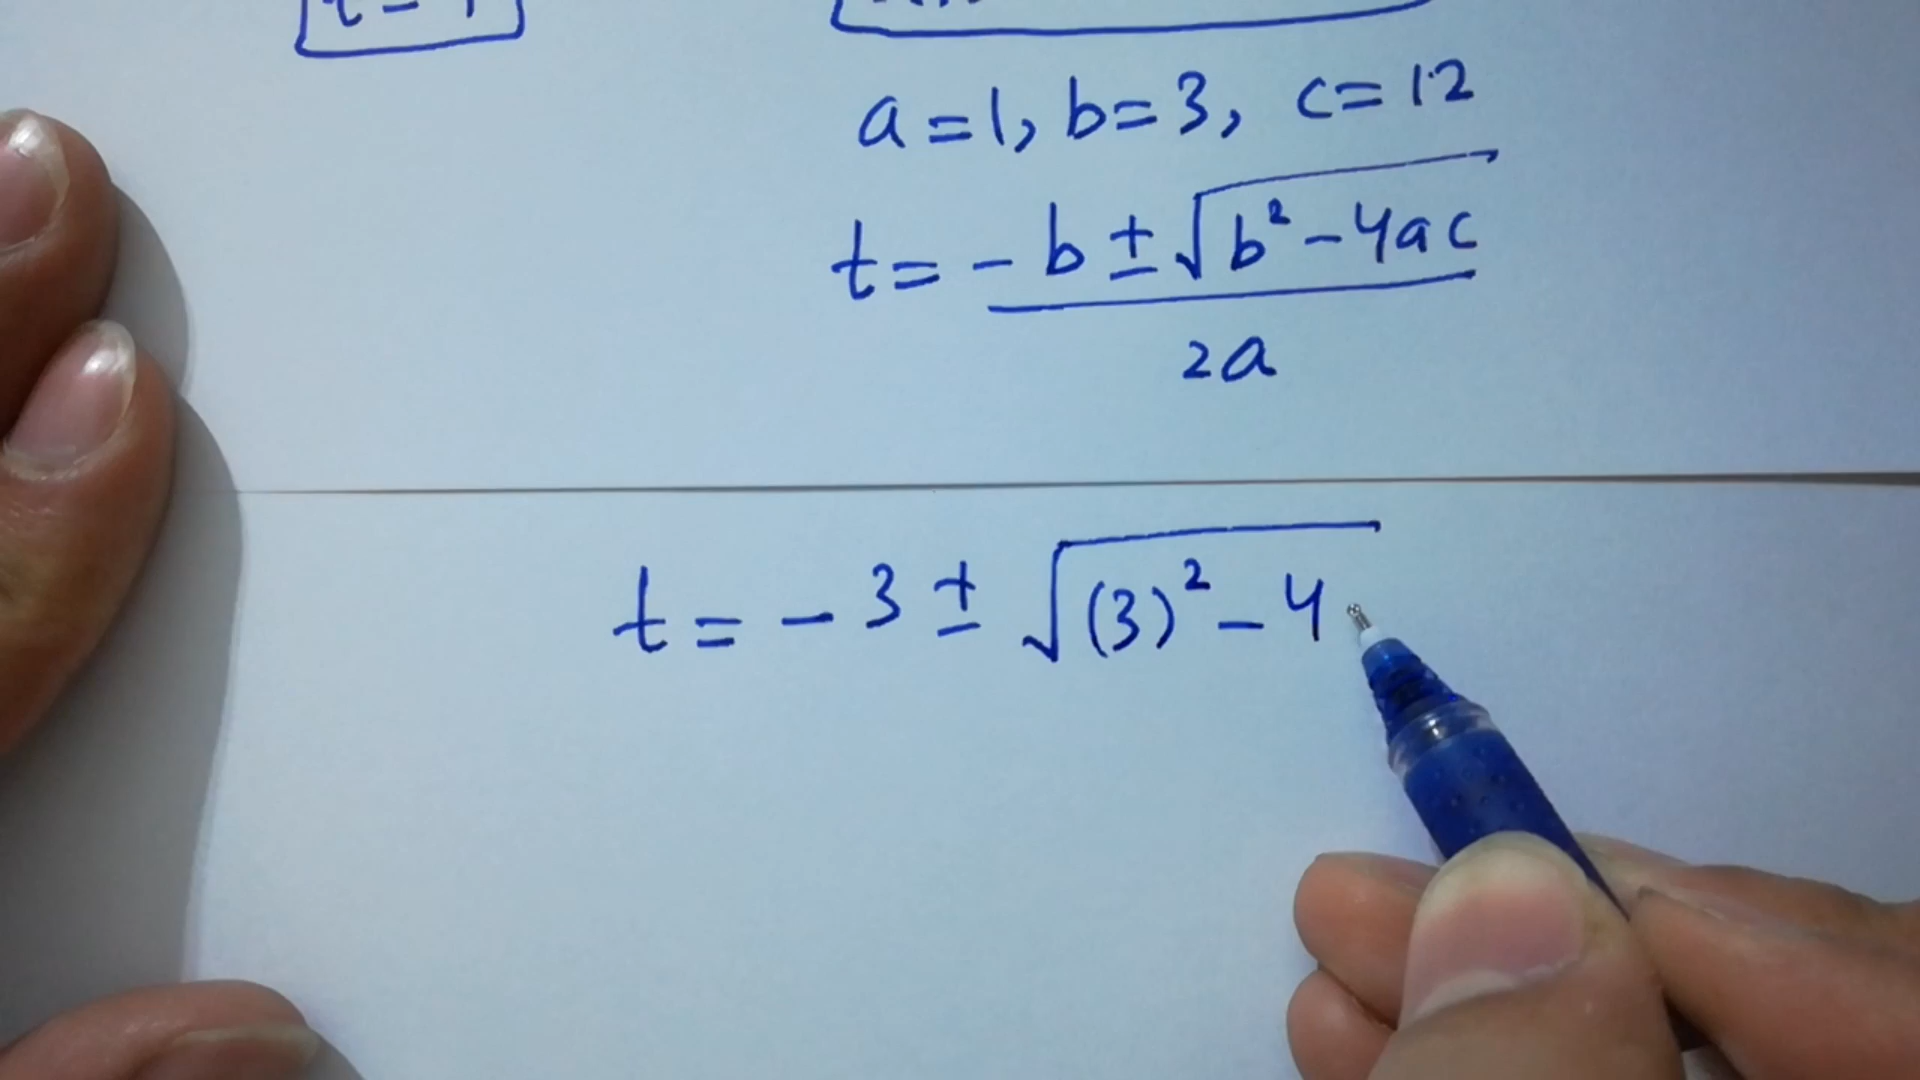 a = 1, b = 3, c = 12
t = -b ± √b² - 4ac
2a
t = -3 ± √(3)² - 4